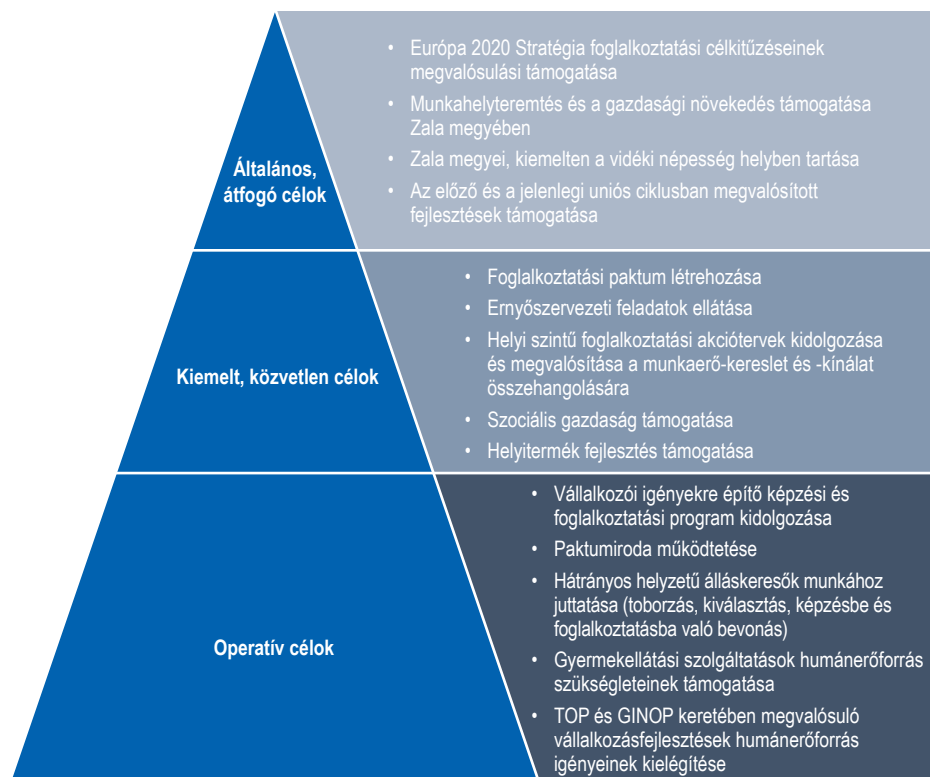 Általános,
átfogó célok
• Európa 2020 Stratégia foglalkoztatási célkitűzéseinek
megvalósulási támogatása
• Munkahelyteremtés és a gazdasági növekedés támogatása
Zala megyében
• Zala megyei, kiemelten a vidéki népesség helyben tartása
• Az előző és a jelenlegi uniós ciklusban megvalósított
fejlesztések támogatása
Kiemelt, közvetlen célok
• Foglalkoztatási paktum létrehozása
• Ernyőszervezeti feladatok ellátása
• Helyi szintű foglalkoztatási akciótervek kidolgozása
és megvalósítása a munkaerő-kereslet és -kínálat
összehangolására
• Szociális gazdaság támogatása
• Helyitermék fejlesztés támogatása
Operatív célok
• Vállalkozói igényekre építő képzési és
foglalkoztatási program kidolgozása
• Paktumiroda működtetése
• Hátrányos helyzetű álláskeresők munkához
juttatása (toborzás, kiválasztás, képzésbe és
foglalkoztatásba való bevonás)
• Gyermekellátási szolgáltatások humánerőforrás
szükségleteinek támogatása
• TOP és GINOP keretében megvalósuló
vállalkozásfejlesztések humánerőforrás
igényeinek kielégítése